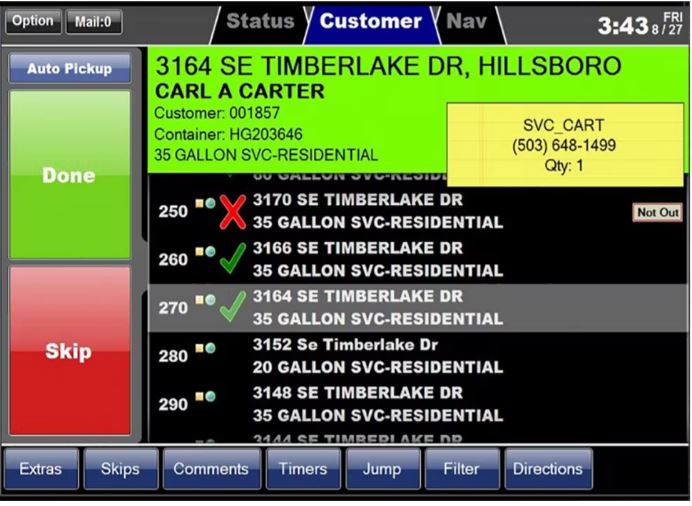 Option Mail:0 Status Customer Nav 3:43 FRI 8/27
Auto Pickup
Done
Skip
3164 SE TIMBERLAKE DR, HILLSBORO
CARL A CARTER
Customer: 001857
Container: HG203646
35 GALLON SVC-RESIDENTIAL
SVC_CART
(503) 648-1499
Qty: 1
250 3170 SE TIMBERLAKE DR
35 GALLON SVC-RESIDENTIAL
Not Out
260 3166 SE TIMBERLAKE DR
35 GALLON SVC-RESIDENTIAL
270 3164 SE TIMBERLAKE DR
35 GALLON SVC-RESIDENTIAL
280 3152 Se Timberlake Dr
20 GALLON SVC-RESIDENTIAL
290 3148 SE TIMBERLAKE DR
35 GALLON SVC-RESIDENTIAL
3144 SE TIMBERLAKE DR
Extras Skips Comments Timers Jump Filter Directions